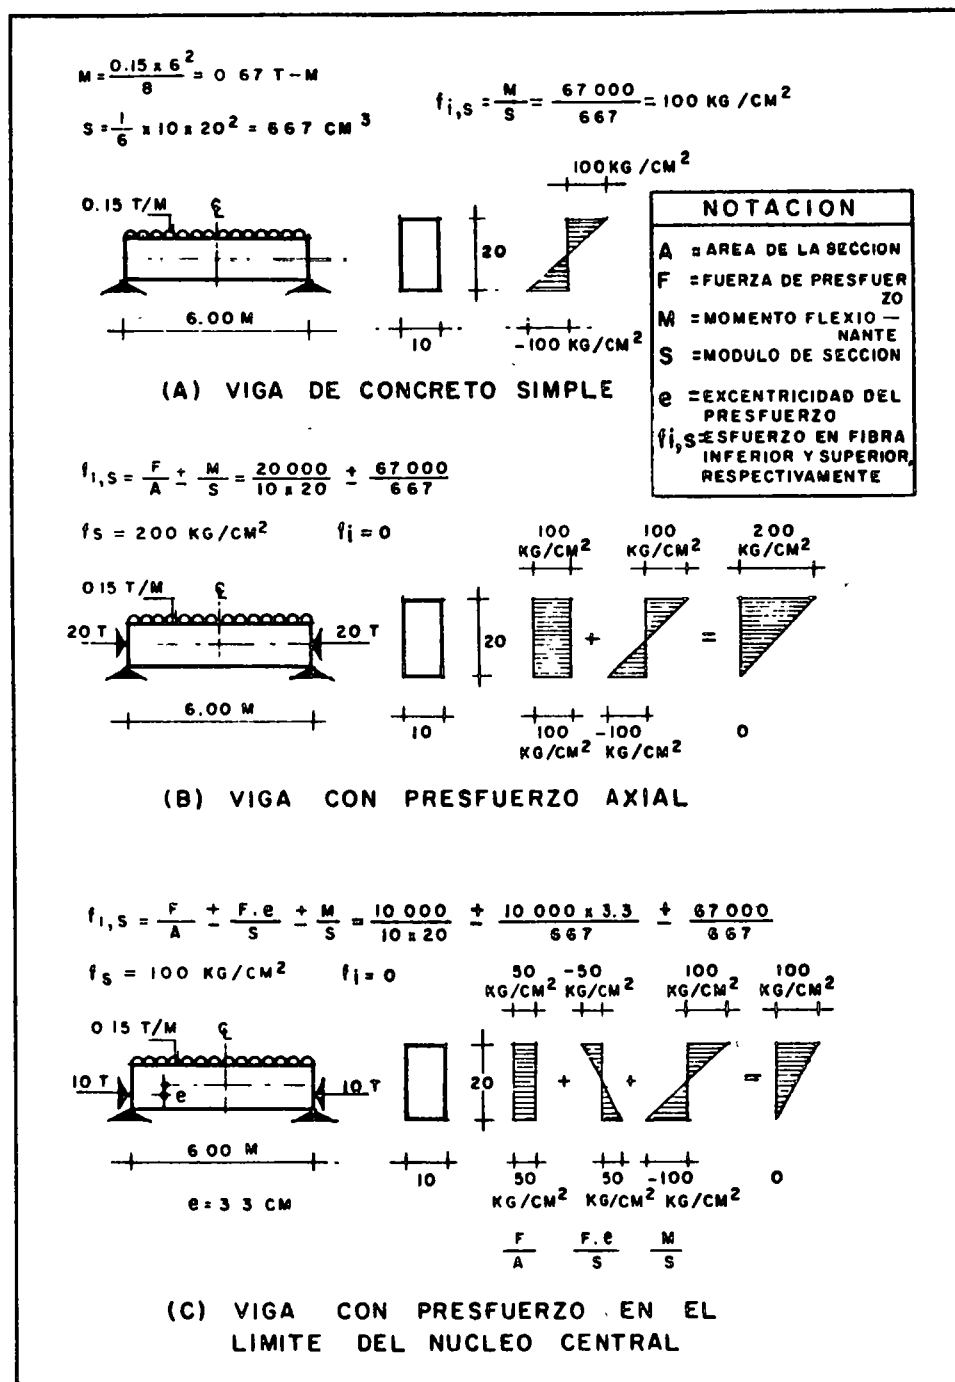 M = 0.15 x 6² / 8 = 0 67 T-M
S = 1/6 x 10 x 20² = 667 CM³
fi,s = M/S = 67 000 / 667 = 100 KG/CM²
100 KG/CM²
0.15 T/M
℄
20
6.00 M
10
-100 KG/CM²
(A) VIGA DE CONCRETO SIMPLE
NOTACION
A = AREA DE LA SECCION
F = FUERZA DE PRESFUER
ZO
M = MOMENTO FLEXIO —
NANTE
S = MODULO DE SECCION
e = EXCENTRICIDAD DEL
PRESFUERZO
fi,s = ESFUERZO EN FIBRA
INFERIOR Y SUPERIOR,
RESPECTIVAMENTE
fi,s = F/A ± M/S = 20 000 / 10 x 20 ± 67 000 / 667
fs = 200 KG/CM² fi = 0
100 100 200
KG/CM² KG/CM² KG/CM²
0 15 T/M
℄
20 T 20 T
20
+ =
6.00 M
10
100 -100 0
KG/CM² KG/CM²
(B) VIGA CON PRESFUERZO AXIAL
fi,s = F/A ± F.e/S ± M/S = 10 000 / 10 x 20 ± 10 000 x 3.3 / 667 ± 67 000 / 667
fs = 100 KG/CM² fi = 0
50 -50 100 100
KG/CM² KG/CM² KG/CM² KG/CM²
0 15 T/M
℄
10 T e 10 T
20
+ + =
6 00 M
10
50 50 -100 0
KG/CM² KG/CM² KG/CM²
e = 3 3 CM
F/A F.e/S M/S
(C) VIGA CON PRESFUERZO EN EL
LIMITE DEL NUCLEO CENTRAL